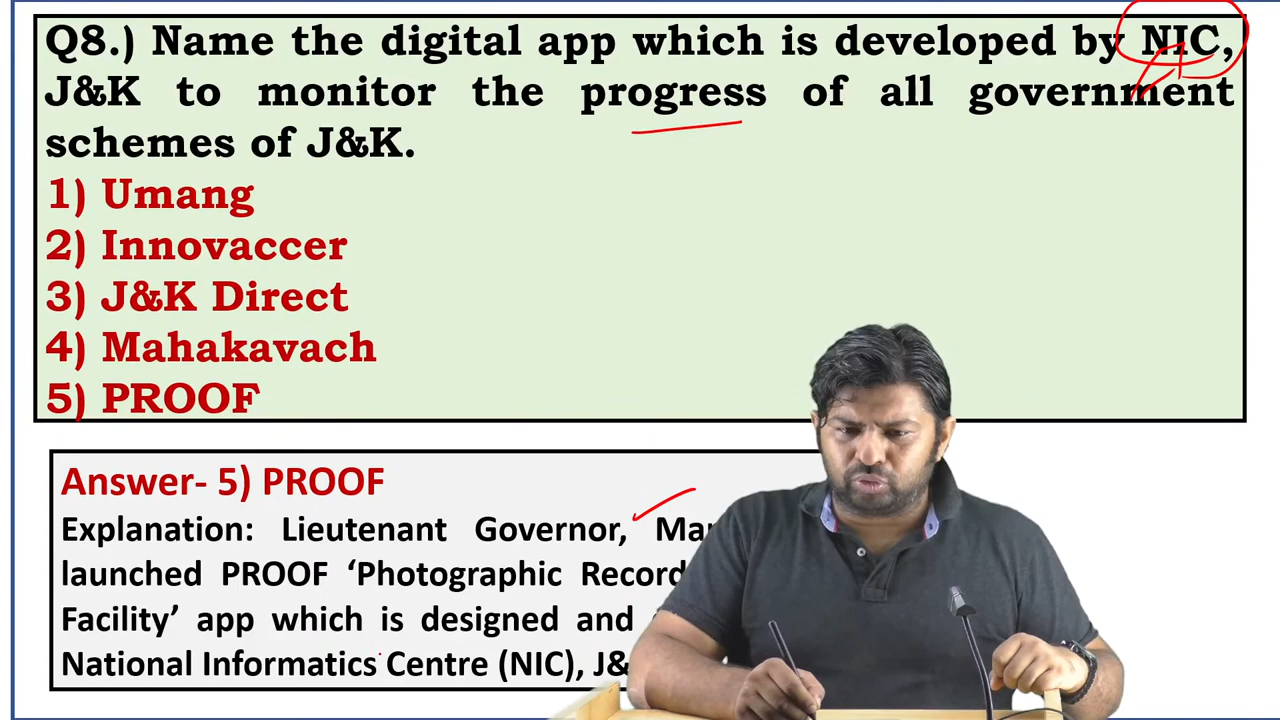 Q8.) Name the digital app which is developed by NIC,
J&K to monitor the progress of all government
schemes of J&K.
1) Umang
2) Innovaccer
3) J&K Direct
4) Mahakavach
5) PROOF
Answer- 5) PROOF
Explanation: Lieutenant Governor,
launched PROOF ‘Photographic Record
Facility’ app which is designed and
National Informatics Centre (NIC),